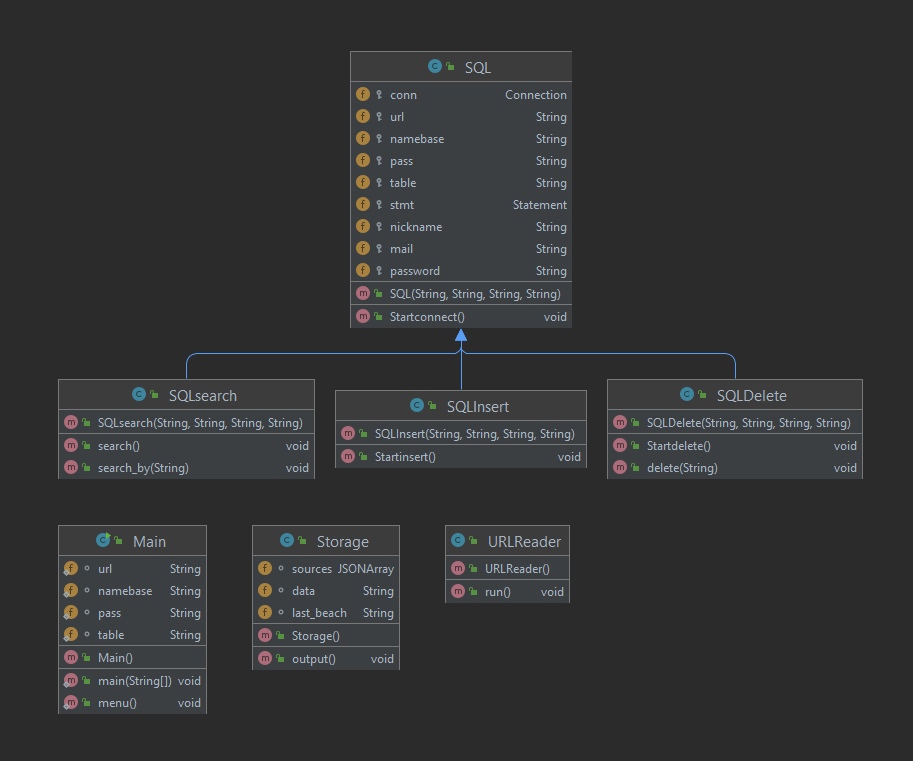 SQL
conn Connection
url String
namebase String
pass String
table String
stmt Statement
nickname String
mail String
password String
SQL(String, String, String, String)
Startconnect() void
SQLsearch
SQLsearch(String, String, String, String)
search() void
search_by(String) void
SQLInsert
SQLInsert(String, String, String, String)
Startinsert() void
SQLDelete
SQLDelete(String, String, String, String)
Startdelete() void
delete(String) void
Main
url String
namebase String
pass String
table String
Main()
main(String[]) void
menu() void
Storage
sources JSONArray
data String
last_beach String
Storage()
output() void
URLReader
URLReader()
run() void